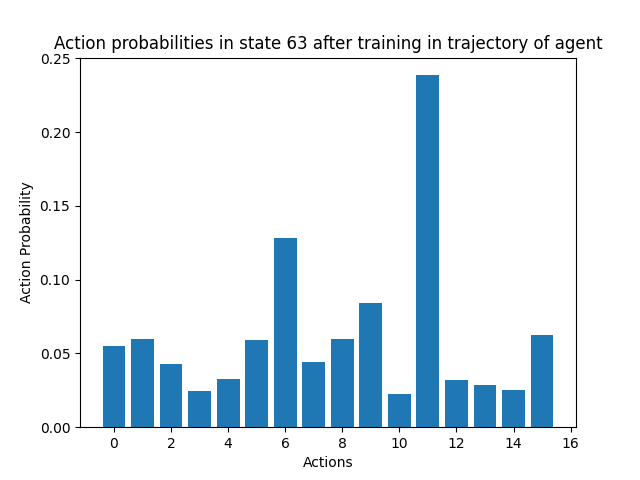 Action probabilities in state 63 after training in trajectory of agent
0.25
0.20
0.15
0.10
0.05
0.00
Action Probability
0 2 4 6 8 10 12 14 16
Actions